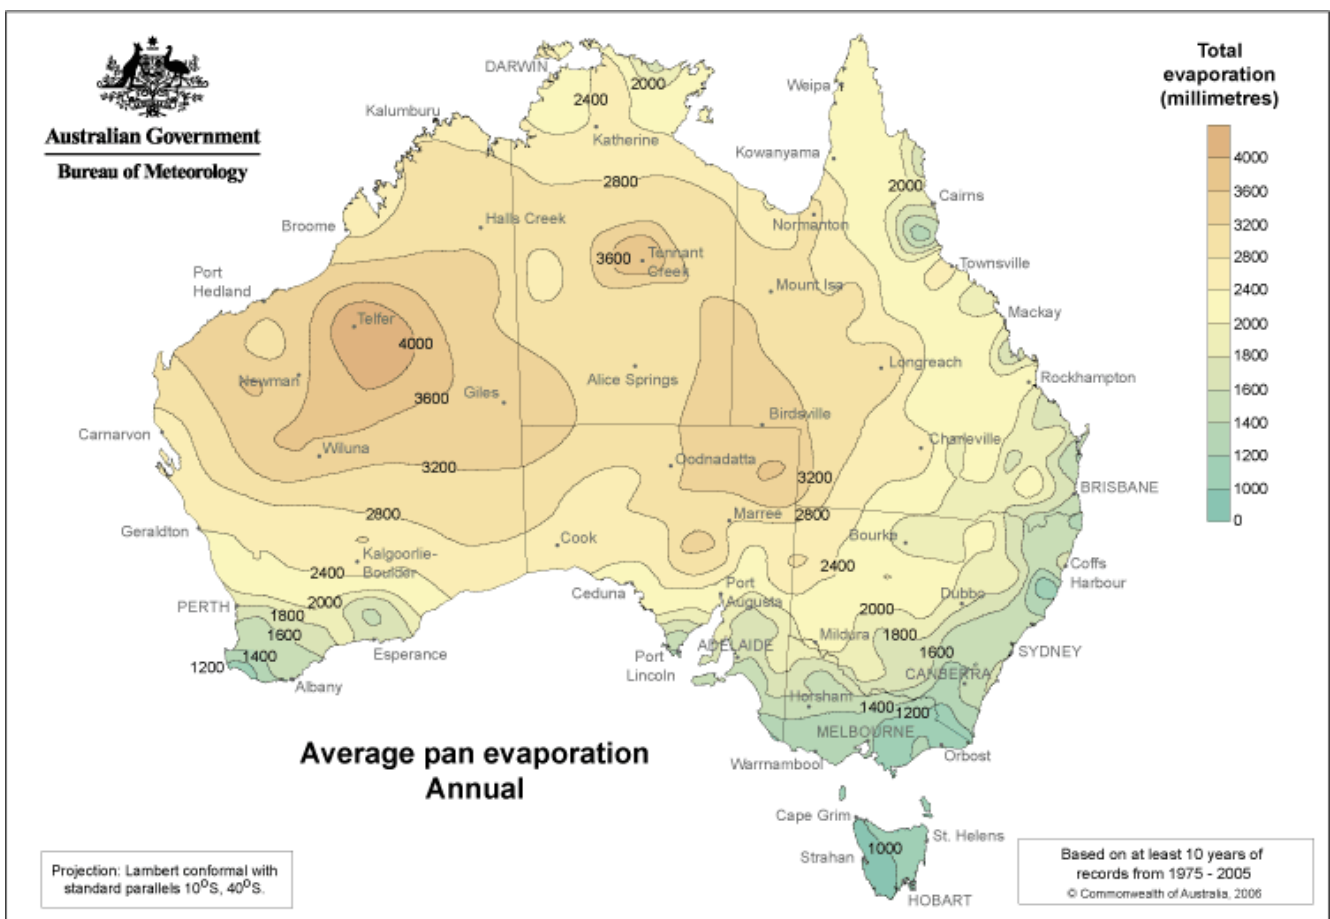 Australian Government
Bureau of Meteorology
Total
evaporation
(millimetres)
4000
3600
3200
2800
2400
2000
1800
1600
1400
1200
1000
0
DARWIN
2000
2400
Weipa
Kalumburu
Katherine
Kowanyama
2800
2000
Cairns
Halls Creek
Broome
Normanton
3600
Tennant
Creek
Townsville
Port
Hedland
Mount Isa
Mackay
Telfer
4000
Longreach
Newman
Alice Springs
Rockhampton
Giles
3600
Birdsville
Carnarvon
Charleville
Wiluna
Oodnadatta
3200
3200
BRISBANE
2800
Marree
2800
Geraldton
Cook
Bourke
Kalgoorlie-
Boulder
2400
2400
Coffs
Harbour
Ceduna
Port
Augusta
Dubbo
PERTH
2000
1800
2000
1600
Mildura
1800
ADELAIDE
1400
Esperance
1600
SYDNEY
1200
Port
Lincoln
CANBERRA
Albany
Horsham
1400
1200
MELBOURNE
Average pan evaporation
Annual
Warrnambool
Orbost
Cape Grim
St. Helens
1000
Strahan
HOBART
Projection: Lambert conformal with
standard parallels 10°S, 40°S.
Based on at least 10 years of
records from 1975 - 2005
© Commonwealth of Australia, 2006